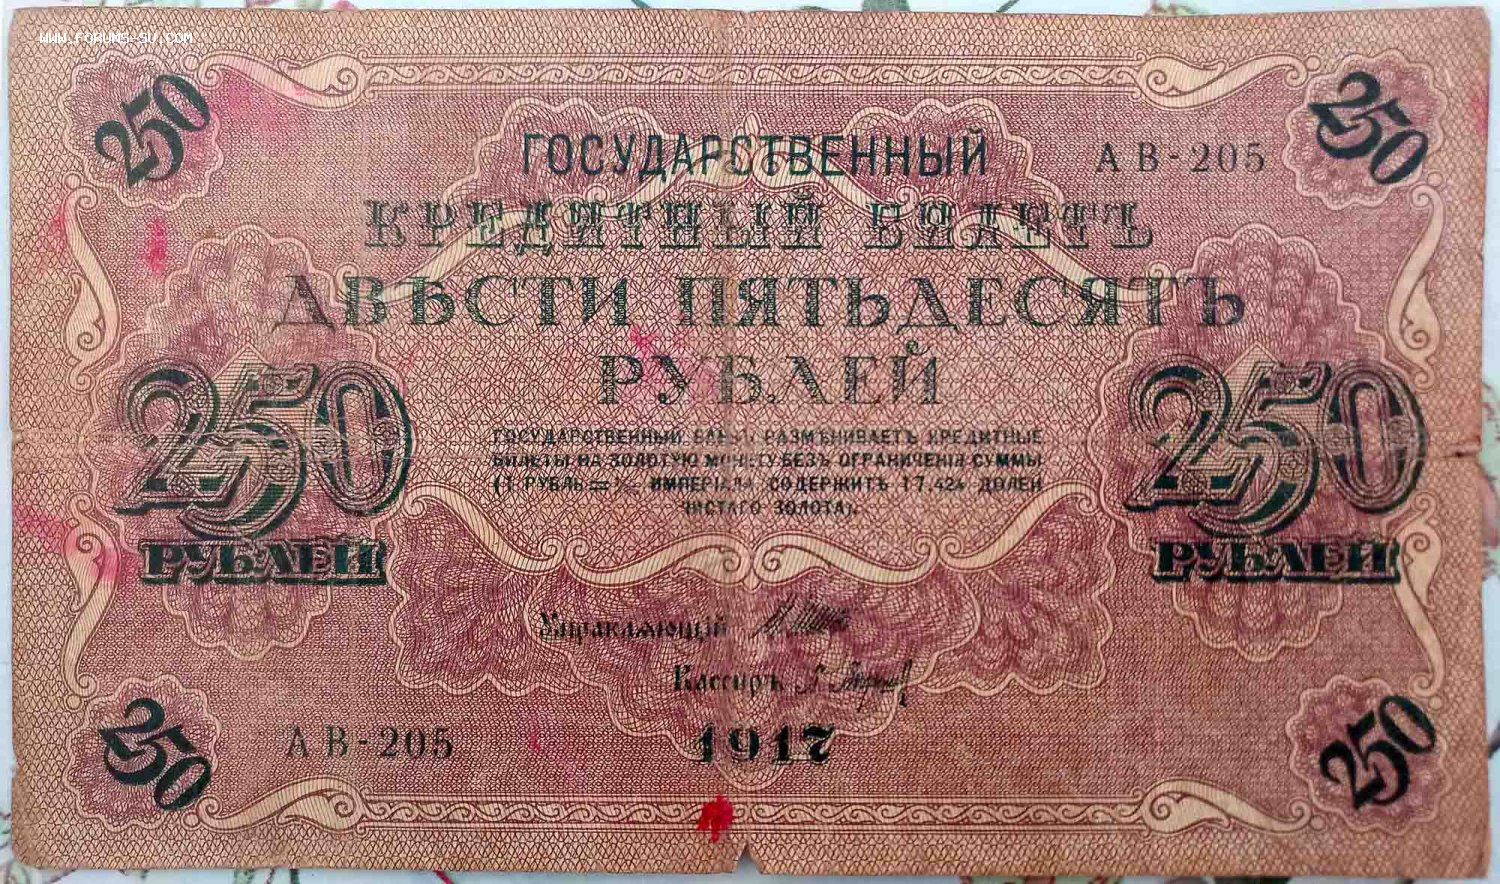 www.forums-su.com
250
250
ГОСУДАРСТВЕННЫЙ
АВ-205
КРЕДИТНЫЙ БИЛЕТЪ
ДВѢСТИ ПЯТЬДЕСЯТЪ
РУБЛЕЙ
250
РУБЛЕЙ
250
РУБЛЕЙ
ГОСУДАРСТВЕННЫЙ БАНКЪ РАЗМѢНИВАЕТЪ КРЕДИТНЫЕ
БИЛЕТЫ НА ЗОЛОТУЮ МОНЕТУ БЕЗЪ ОГРАНИЧЕНІЯ СУММЫ
(1 РУБЛЬ = ИМПЕРІАЛА СОДЕРЖИТЪ 17,424 ДОЛЕЙ
ЧИСТАГО ЗОЛОТА).
Управляющій
Кассиръ
АВ-205
1917
250
250